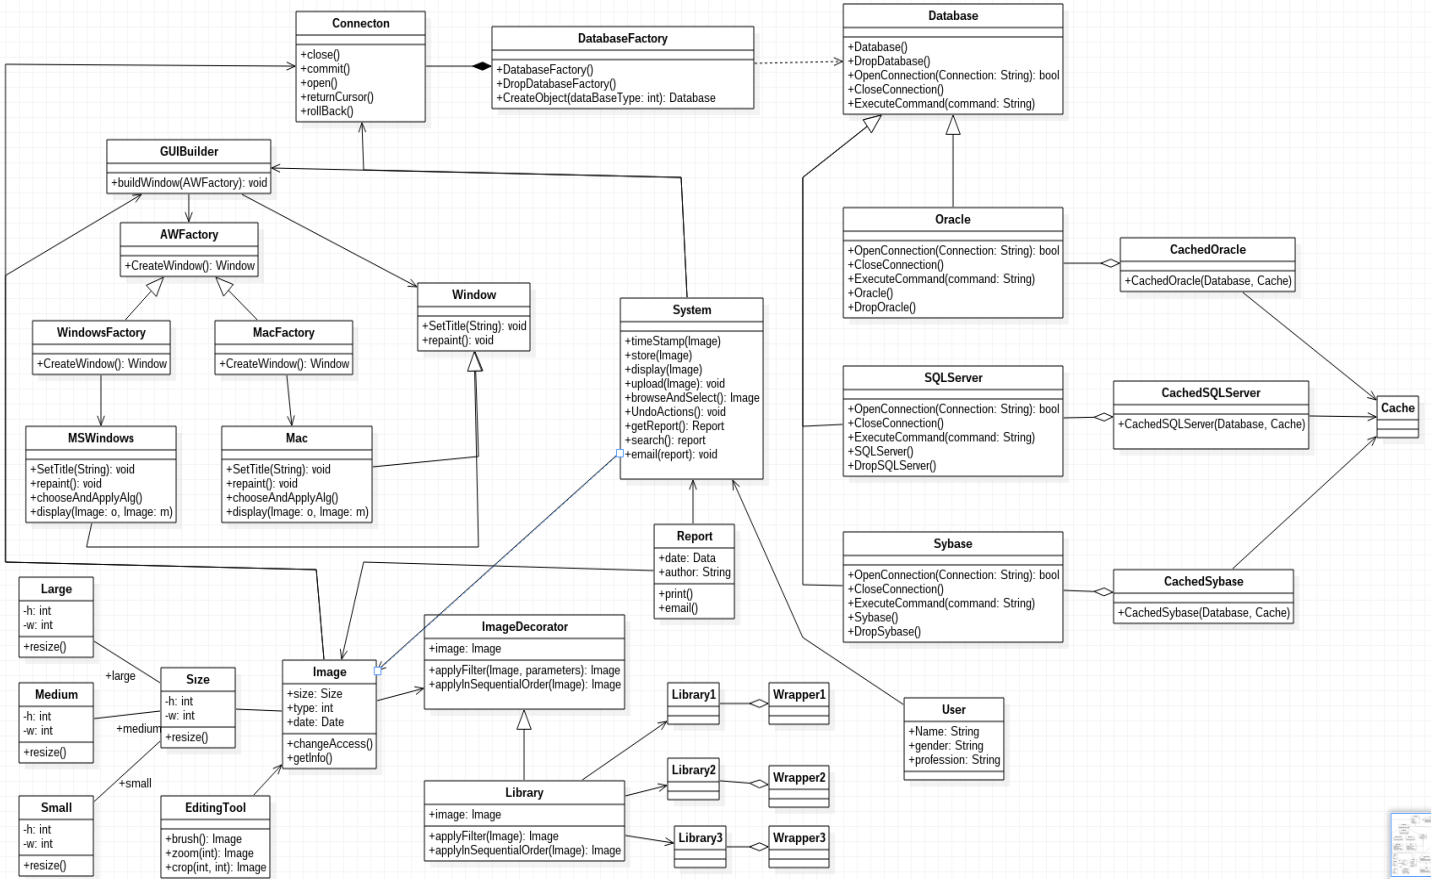 Connecton
+close()
+commit()
+open()
+returnCursor()
+rollBack()
DatabaseFactory
+DatabaseFactory()
+DropDatabaseFactory()
+CreateObject(dataBaseType: int): Database
Database
+Database()
+DropDatabase()
+OpenConnection(Connection: String): bool
+CloseConnection()
+ExecuteCommand(command: String)
GUIBuilder
+buildWindow(AWFactory): void
AWFactory
+CreateWindow(): Window
WindowsFactory
+CreateWindow(): Window
MacFactory
+CreateWindow(): Window
Window
+SetTitle(String): void
+repaint(): void
MSWindows
+SetTitle(String): void
+repaint(): void
+chooseAndApplyAlg()
+display(Image: o, Image: m)
Mac
+SetTitle(String): void
+repaint(): void
+chooseAndApplyAlg()
+display(Image: o, Image: m)
System
+timeStamp(Image)
+store(Image)
+display(Image)
+upload(Image): void
+browseAndSelect(): Image
+UndoActions(): void
+getReport(): Report
+search(): report
+email(report): void
Oracle
+OpenConnection(Connection: String): bool
+CloseConnection()
+ExecuteCommand(command: String)
+Oracle()
+DropOracle()
CachedOracle
+CachedOracle(Database, Cache)
SQLServer
+OpenConnection(Connection: String): bool
+CloseConnection()
+ExecuteCommand(command: String)
+SQLServer()
+DropSQLServer()
CachedSQLServer
+CachedSQLServer(Database, Cache)
Cache
Sybase
+OpenConnection(Connection: String): bool
+CloseConnection()
+ExecuteCommand(command: String)
+Sybase()
+DropSybase()
CachedSybase
+CachedSybase(Database, Cache)
Report
+date: Data
+author: String
+print()
+email()
Large
-h: int
-w: int
+resize()
+large
Medium
-h: int
-w: int
+resize()
+medium
Small
-h: int
-w: int
+resize()
+small
Size
-h: int
-w: int
+resize()
Image
+size: Size
+type: int
+date: Date
+changeAccess()
+getInfo()
EditingTool
+brush(): Image
+zoom(int): Image
+crop(int, int): Image
ImageDecorator
+image: Image
+applyFilter(Image, parameters): Image
+applyInSequentialOrder(Image): Image
Library
+image: Image
+applyFilter(Image): Image
+applyInSequentialOrder(Image): Image
Library1
Wrapper1
Library2
Wrapper2
Library3
Wrapper3
User
+Name: String
+gender: String
+profession: String